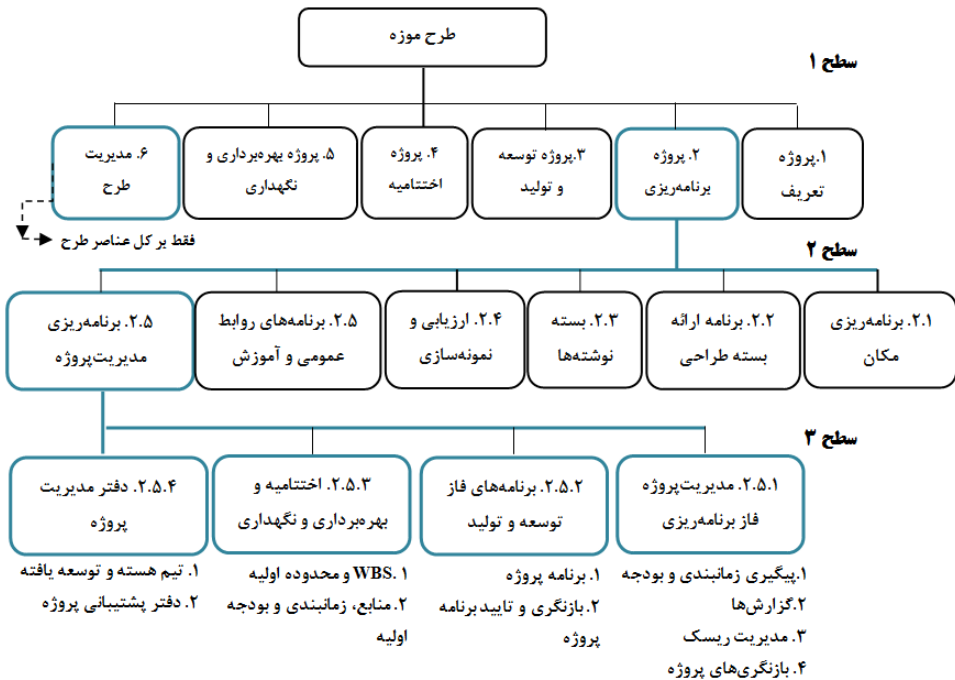 طرح موزه
سطح ۱
۱.پروژه
تعریف
۲. پروژه
برنامه‌ریزی
۳.پروژه توسعه
و تولید
۴. پروژه
اختتامیه
۵. پروژه بهره‌برداری و
نگهداری
۶. مدیریت
طرح
فقط بر کل عناصر طرح
سطح ۲
۲.۱. برنامه‌ریزی
مکان
۲.۲. برنامه ارائه
بسته طراحی
۲.۳. بسته
نوشته‌ها
۲.۴. ارزیابی و
نمونه‌سازی
۲.۵. برنامه‌های روابط
عمومی و آموزش
۲.۵. برنامه‌ریزی
مدیریت‌پروژه
سطح ۳
۲.۵.۱. مدیریت‌پروژه
فاز برنامه‌ریزی
۱.پیگیری زمانبندی و بودجه
۲.گزارش‌ها
۳. مدیریت ریسک
۴. بازنگری‌های پروژه
۲.۵.۲. برنامه‌های فاز
توسعه و تولید
۱. برنامه پروژه
۲. بازنگری و تایید‌برنامه
پروژه
۲.۵.۳. اختتامیه و
بهره‌برداری و نگهداری
۱ .WBS و محدوده اولیه
۲. منابع، زمانبندی و بودجه
اولیه
۲.۵.۴. دفتر مدیریت
پروژه
۱. تیم هسته و توسعه یافته
۲. دفتر پشتیبانی پروژه